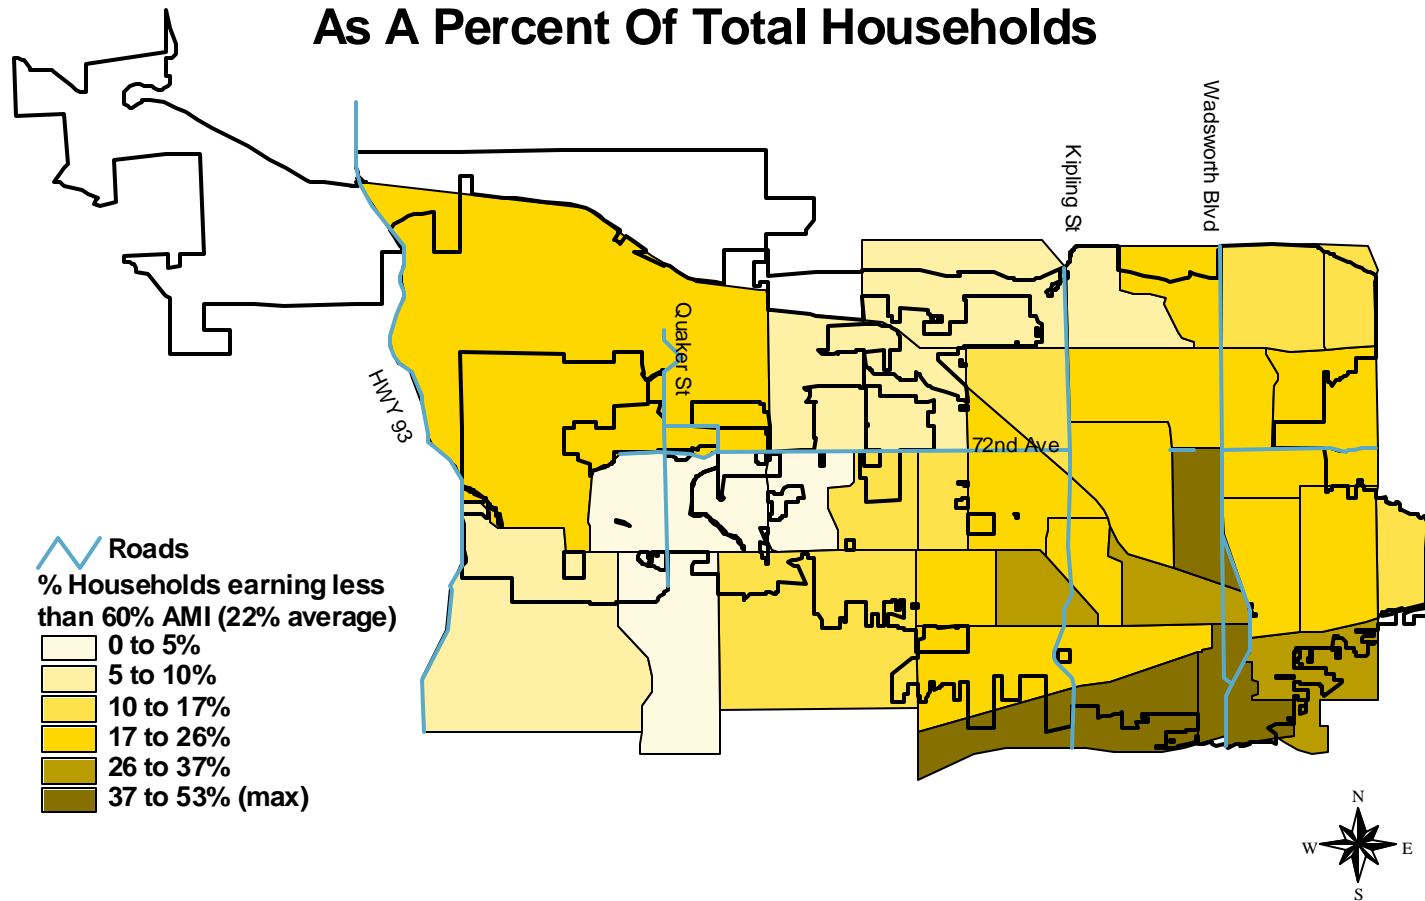 As A Percent Of Total Households
Wadsworth Blvd
Kipling St
Quaker St
HWY 93
72nd Ave
Roads
% Households earning less
than 60% AMI (22% average)
0 to 5%
5 to 10%
10 to 17%
17 to 26%
26 to 37%
37 to 53% (max)
N
W E
S